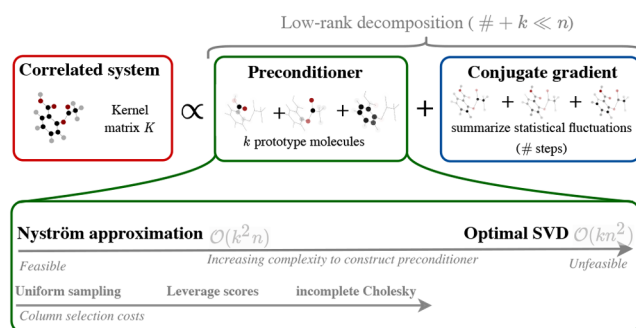 Low-rank decomposition ( # + k ≪ n)
Correlated system
Kernel
matrix K
∝
Preconditioner
+ +
k prototype molecules
+
Conjugate gradient
+ +
summarize statistical fluctuations
(# steps)
Nyström approximation O(k²n)
Optimal SVD O(kn²)
Feasible
Increasing complexity to construct preconditioner
Unfeasible
Uniform sampling
Leverage scores
incomplete Cholesky
Column selection costs